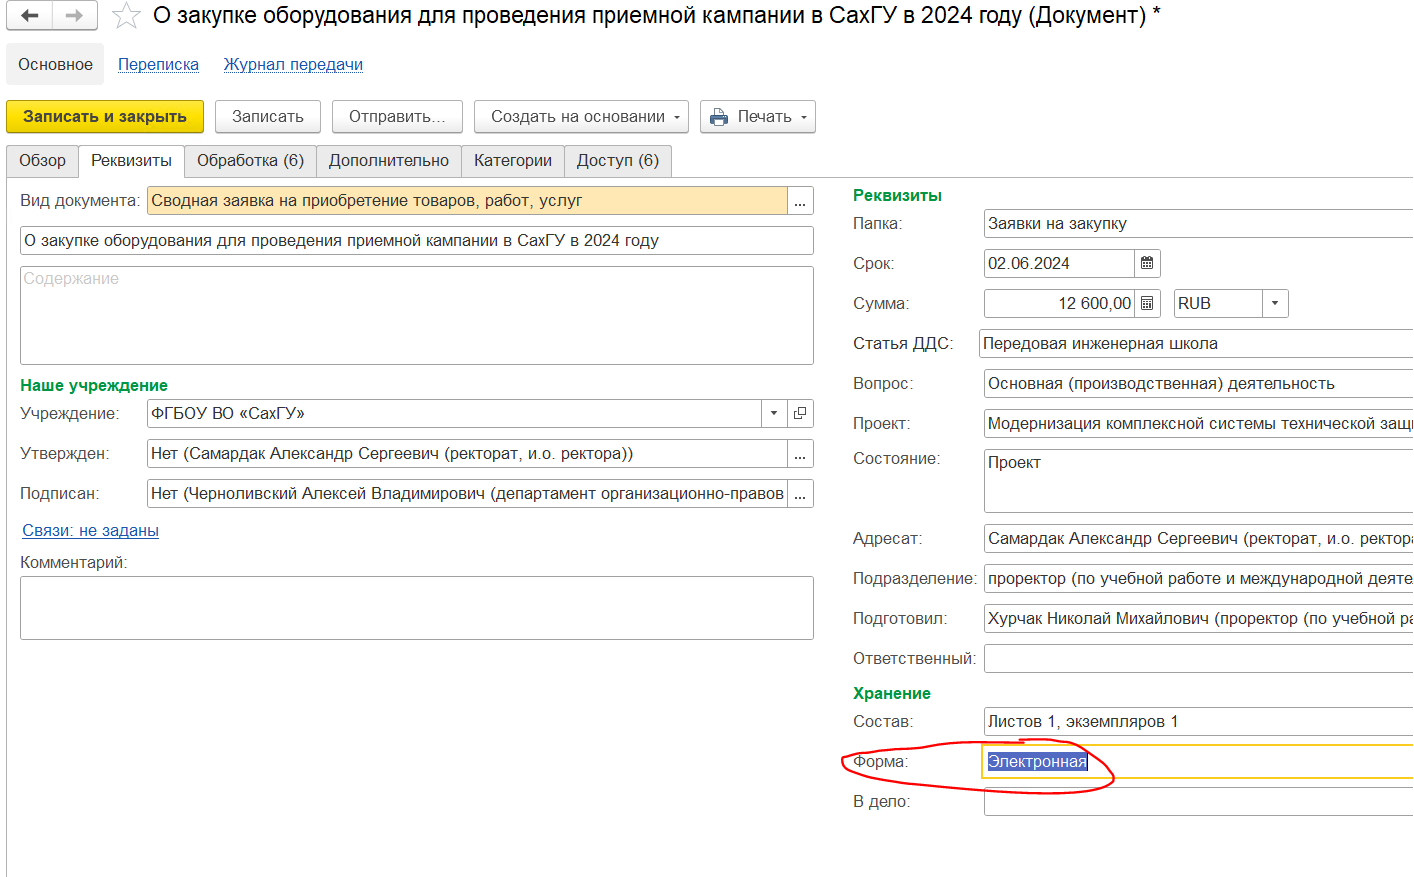 О закупке оборудования для проведения приемной кампании в СахГУ в 2024 году (Документ) *
Основное Переписка Журнал передачи
Записать и закрыть Записать Отправить... Создать на основании Печать
Обзор Реквизиты Обработка (6) Дополнительно Категории Доступ (6)
Вид документа: Сводная заявка на приобретение товаров, работ, услуг ...
О закупке оборудования для проведения приемной кампании в СахГУ в 2024 году
Содержание
Наше учреждение
Учреждение: ФГБОУ ВО «СахГУ»
Утвержден: Нет (Самардак Александр Сергеевич (ректорат, и.о. ректора)) ...
Подписан: Нет (Черноливский Алексей Владимирович (департамент организационно-правов ...
Связи: не заданы
Комментарий:
Реквизиты
Папка: Заявки на закупку
Срок: 02.06.2024
Сумма: 12 600,00 RUB
Статья ДДС: Передовая инженерная школа
Вопрос: Основная (производственная) деятельность
Проект: Модернизация комплексной системы технической защи
Состояние: Проект
Адресат: Самардак Александр Сергеевич (ректорат, и.о. ректора
Подразделение: проректор (по учебной работе и международной деяте
Подготовил: Хурчак Николай Михайлович (проректор (по учебной ра
Ответственный:
Хранение
Состав: Листов 1, экземпляров 1
Форма: Электронная
В дело: